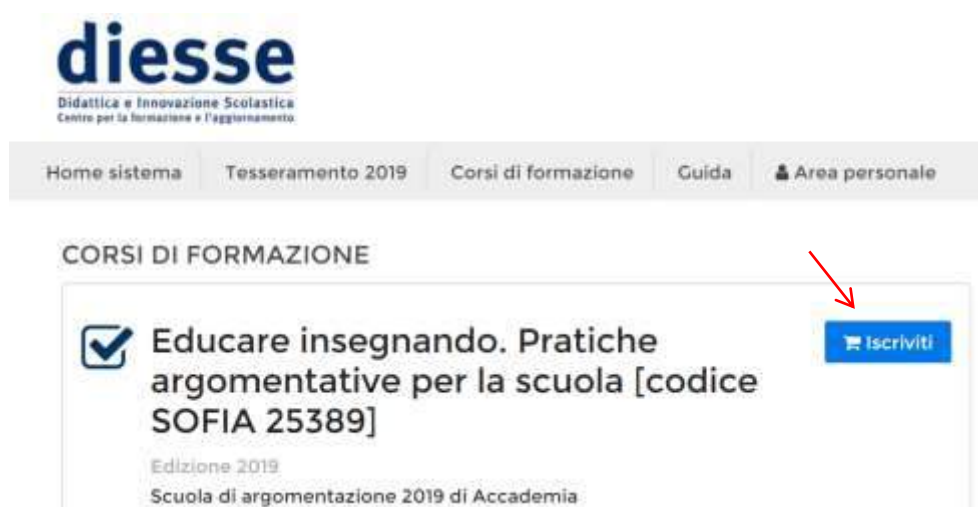 diesse
Didattica e Innovazione Scolastica
Centro per la formazione e l'aggiornamento
Home sistema Tesseramento 2019 Corsi di formazione Guida Area personale
CORSI DI FORMAZIONE
Educare insegnando. Pratiche
argomentative per la scuola [codice
SOFIA 25389]
Iscriviti
Edizione 2019
Scuola di argomentazione 2019 di Accademia